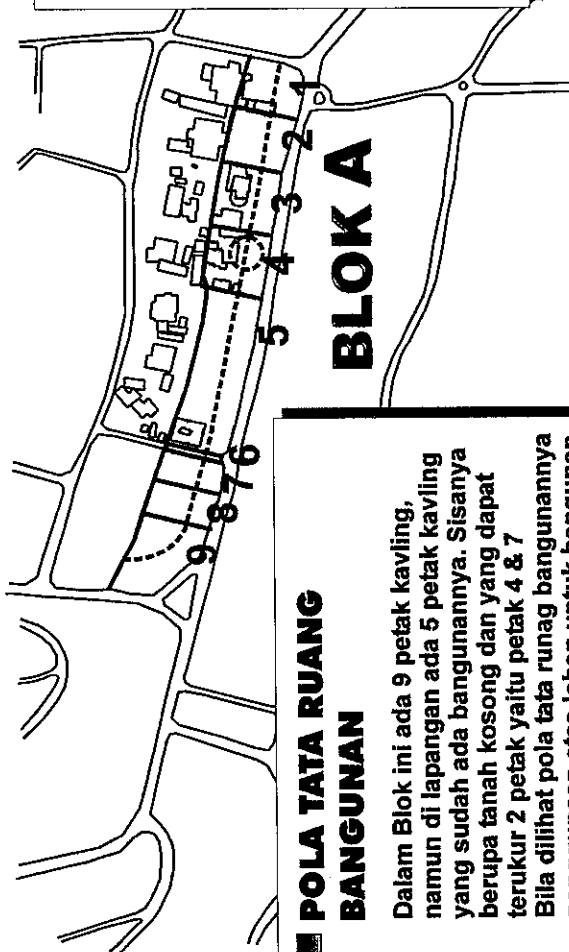 1
2
3
4
5
6
7
8
9
BLOK A
POLA TATA RUANG
BANGUNAN
Dalam Blok ini ada 9 petak kavling,
namun di lapangan ada 5 petak kavling
yang sudah ada bangunannya. Sisanya
berupa tanah kosong dan yang dapat
terukur 2 petak yaitu petak 4 & 7
Bila dilihat pola tata runag bangunannya